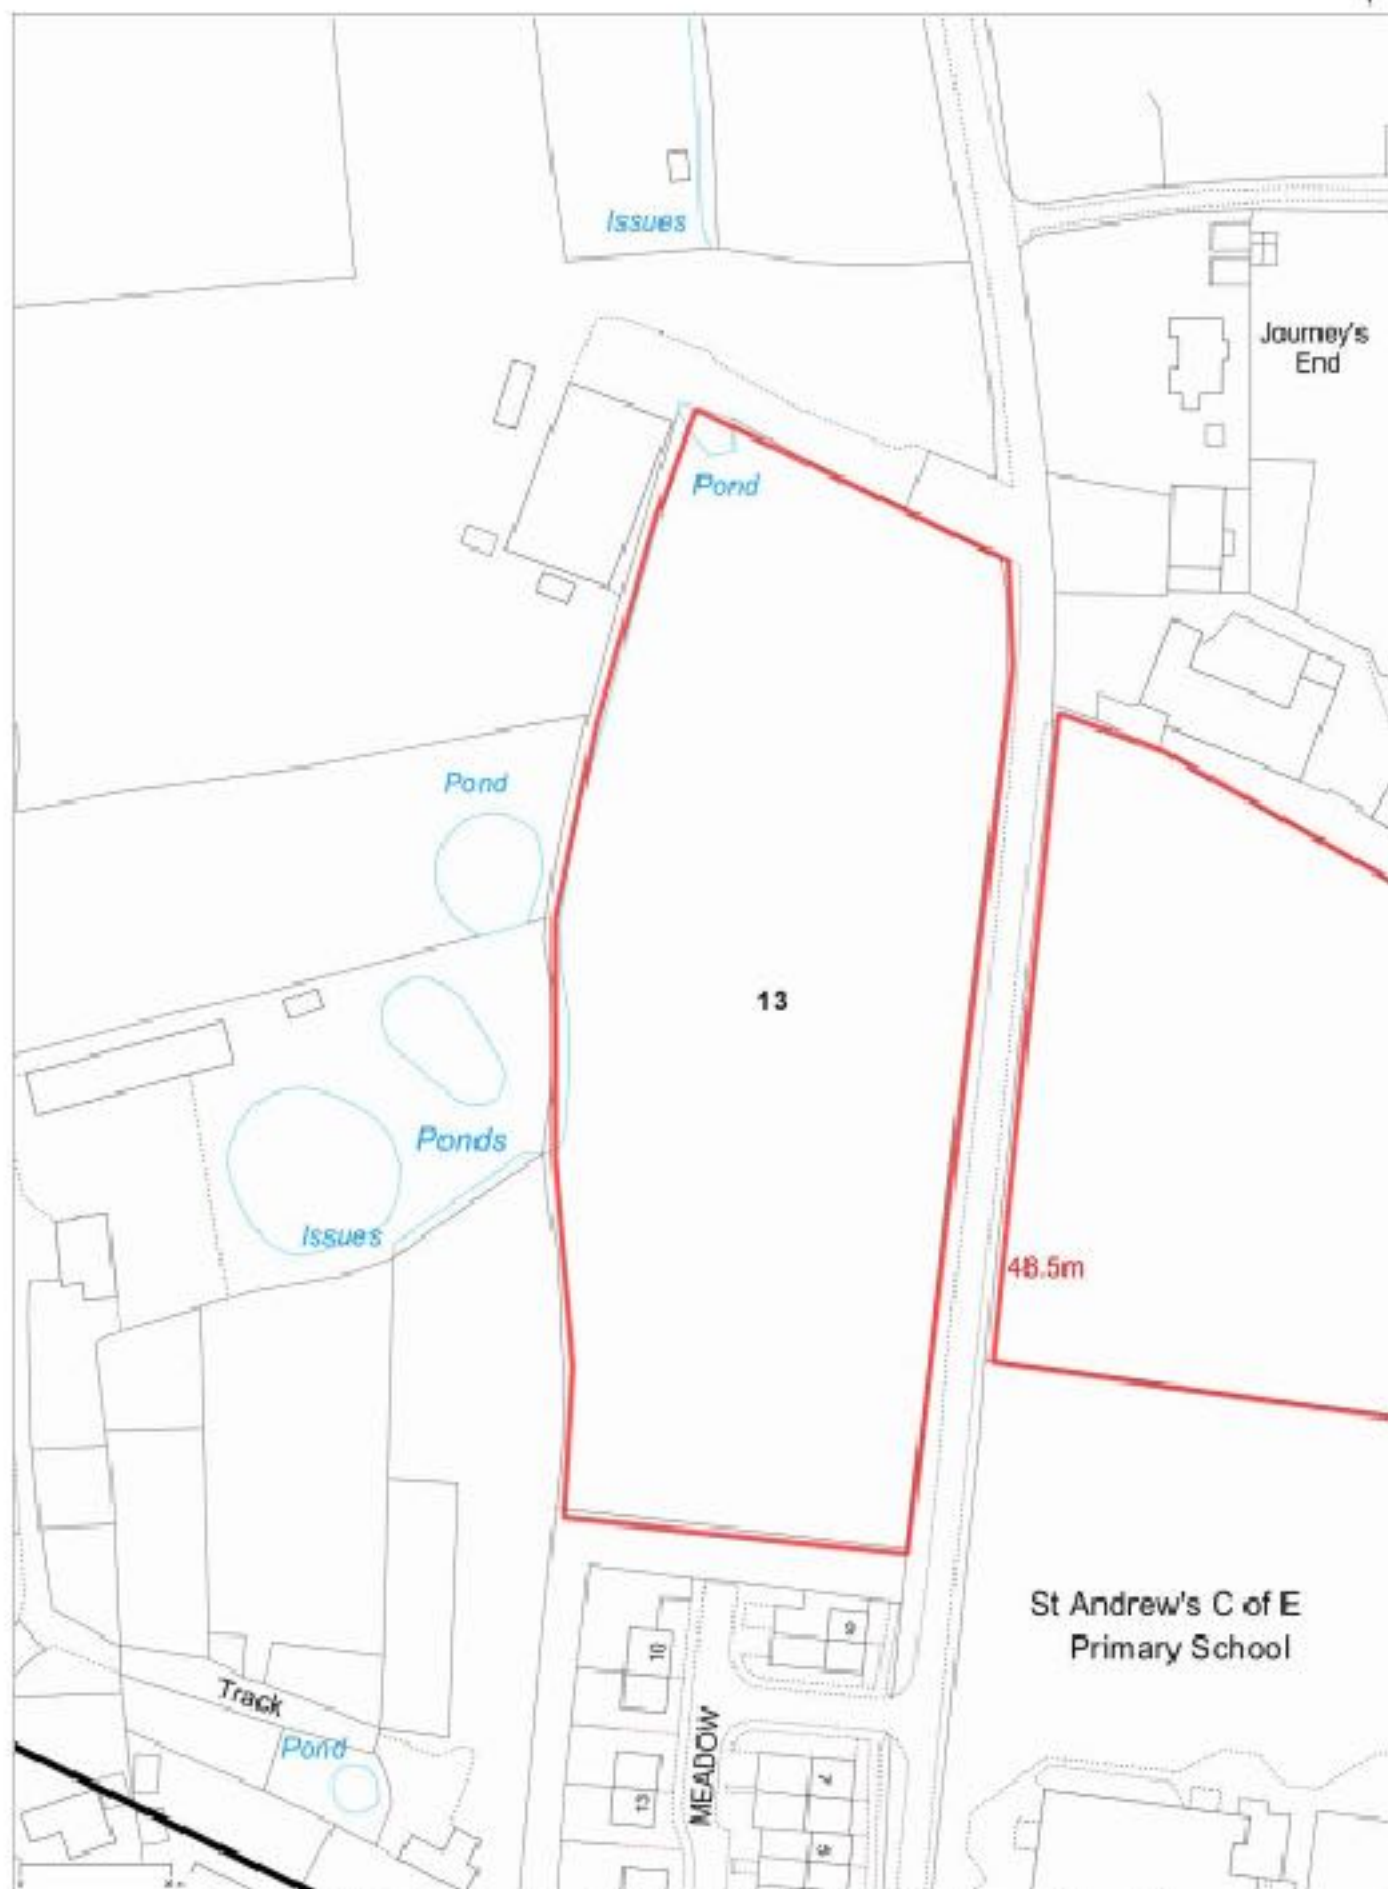 Issues
Journey's
End
Pond
Pond
13
Ponds
Issues
48.5m
St Andrew's C of E
Primary School
10
9
Track
MEADOW
Pond
7
13
5